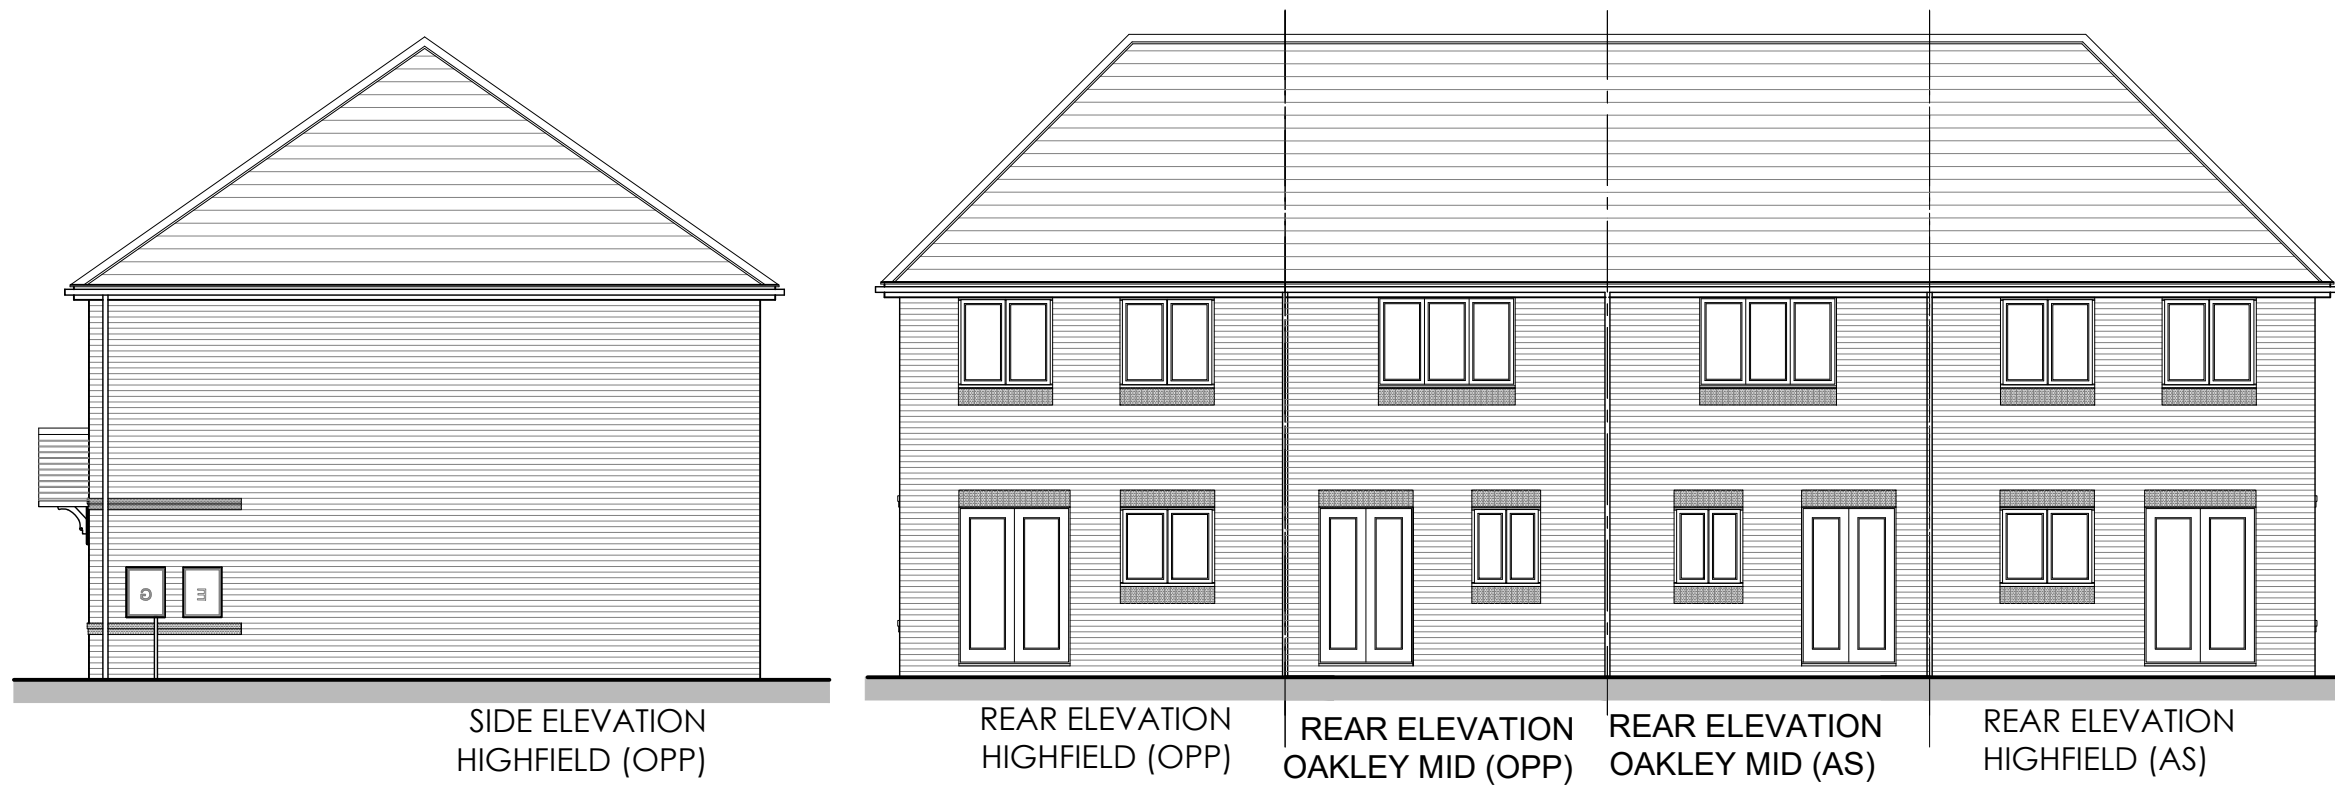 G E
SIDE ELEVATION
HIGHFIELD (OPP)
REAR ELEVATION
HIGHFIELD (OPP)
REAR ELEVATION
OAKLEY MID (OPP)
REAR ELEVATION
OAKLEY MID (AS)
REAR ELEVATION
HIGHFIELD (AS)